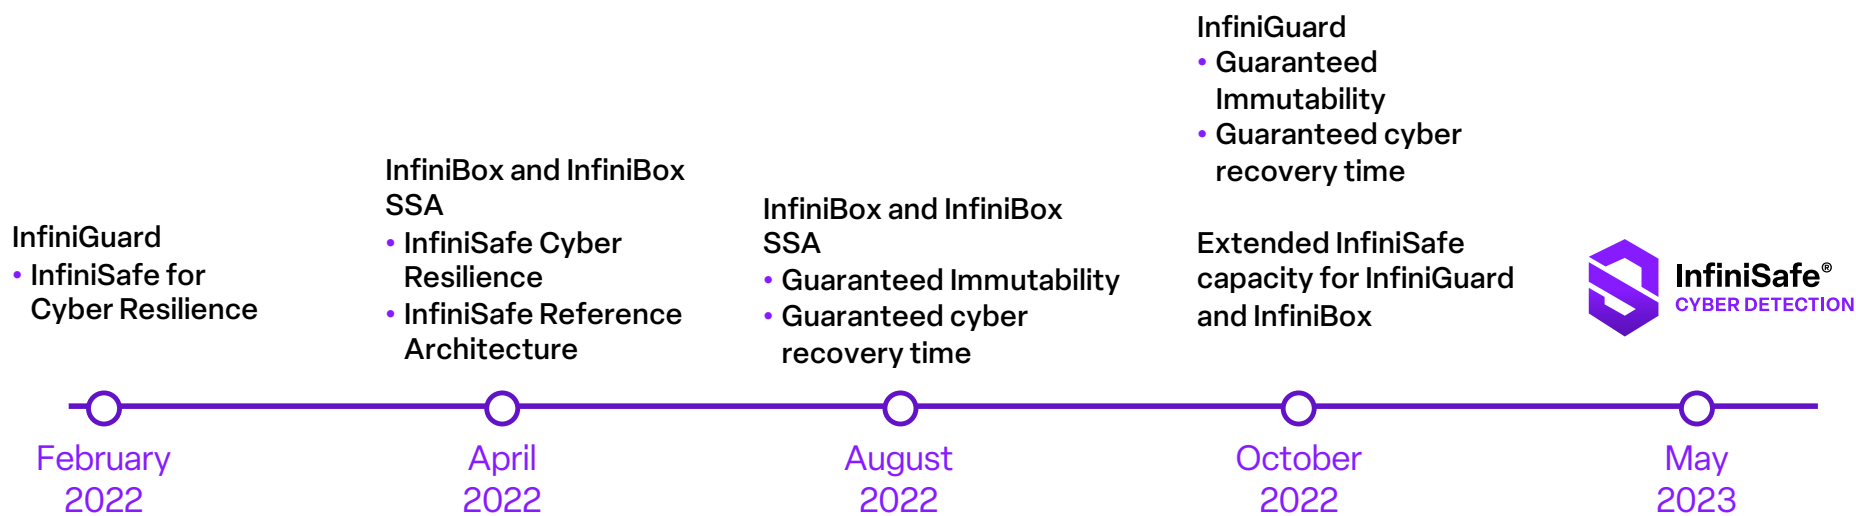 InfiniGuard
• InfiniSafe for
Cyber Resilience
February
2022
InfiniBox and InfiniBox
SSA
• InfiniSafe Cyber
Resilience
• InfiniSafe Reference
Architecture
April
2022
InfiniBox and InfiniBox
SSA
• Guaranteed Immutability
• Guaranteed cyber
recovery time
August
2022
InfiniGuard
• Guaranteed
Immutability
• Guaranteed cyber
recovery time
Extended InfiniSafe
capacity for InfiniGuard
and InfiniBox
October
2022
InfiniSafe®
CYBER DETECTION
May
2023